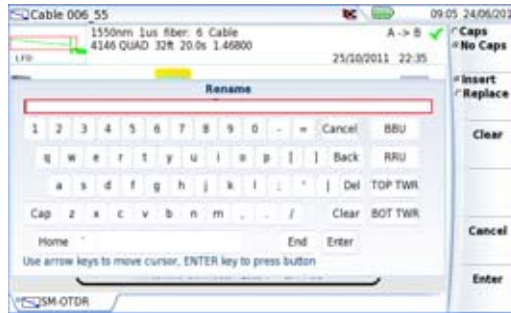 Cable 006_55
09:05 24/06/201
1550nm 1us fiber: 6 Cable
A -> B
4146 QUAD 32ft 20.0s 1.46800
LFD
25/10/2011 22:35
Caps
No Caps
Insert
Replace
Clear
Cancel
Enter
Rename
1 2 3 4 5 6 7 8 9 0 - = Cancel BBU
q w e r t y u i o p [ ] Back RRU
a s d f g h j k l ; ' | Del TOP TWR
Cap z x c v b n m , . / Clear BOT TWR
Home ` End Enter
Use arrow keys to move cursor, ENTER key to press button
SM-OTDR